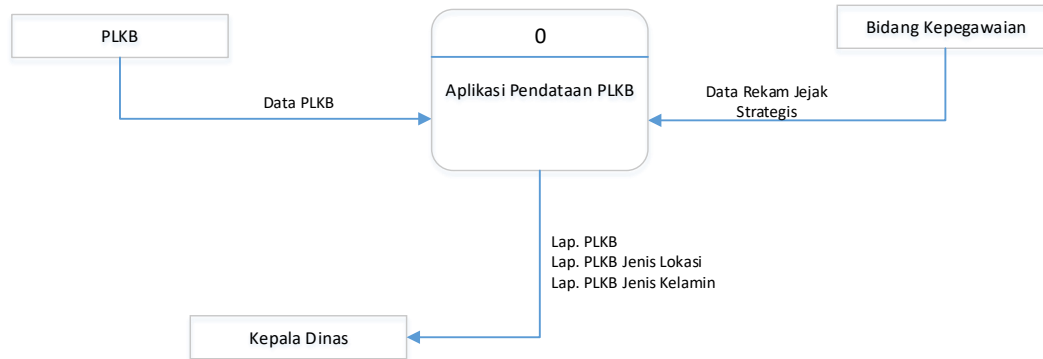 PLKB
0
Bidang Kepegawaian
Aplikasi Pendataan PLKB
Data PLKB
Data Rekam Jejak
Strategis
Lap. PLKB
Lap. PLKB Jenis Lokasi
Lap. PLKB Jenis Kelamin
Kepala Dinas